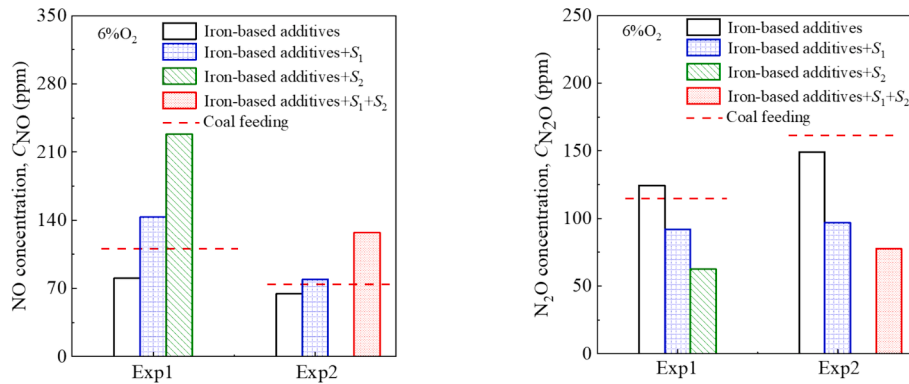 350
280
210
140
70
0
NO concentration, C_NO (ppm)
6%O₂
Iron-based additives
Iron-based additives+S₁
Iron-based additives+S₂
Iron-based additives+S₁+S₂
Coal feeding
Exp1 Exp2
250
200
150
100
50
0
N₂O concentration, C_N₂O (ppm)
6%O₂
Iron-based additives
Iron-based additives+S₁
Iron-based additives+S₂
Iron-based additives+S₁+S₂
Coal feeding
Exp1 Exp2